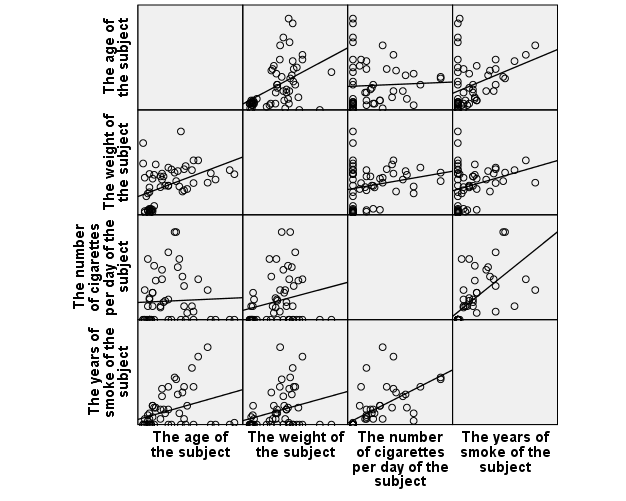 The age of
the subject
The weight of
the subject
The number
of cigarettes
per day of the
subject
The years of
smoke of the
subject
The age of
the subject
The weight of
the subject
The number
of cigarettes
per day of the
subject
The years of
smoke of the
subject